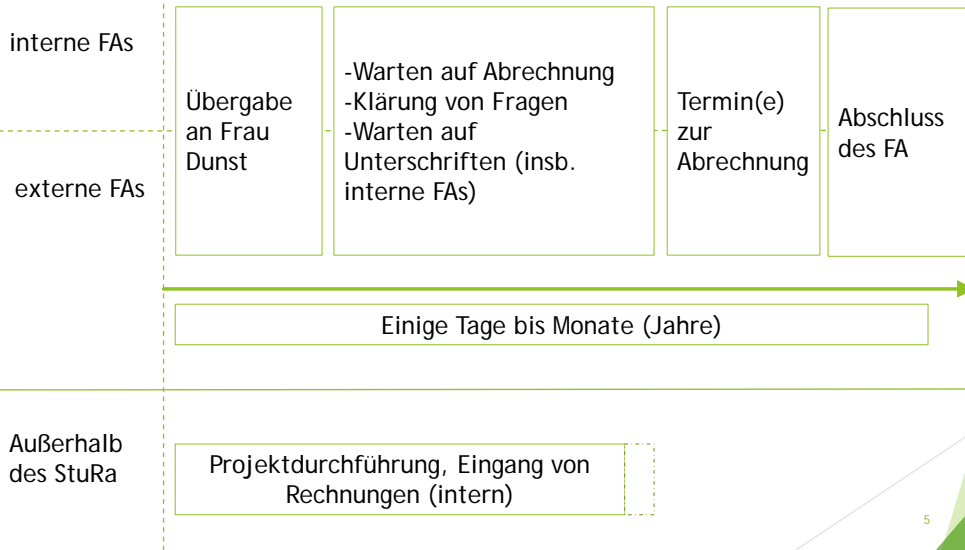 interne FAs
externe FAs
Übergabe
an Frau
Dunst
-Warten auf Abrechnung
-Klärung von Fragen
-Warten auf
Unterschriften (insb.
interne FAs)
Termin(e)
zur
Abrechnung
Abschluss
des FA
Einige Tage bis Monate (Jahre)
Außerhalb
des StuRa
Projektdurchführung, Eingang von
Rechnungen (intern)
5